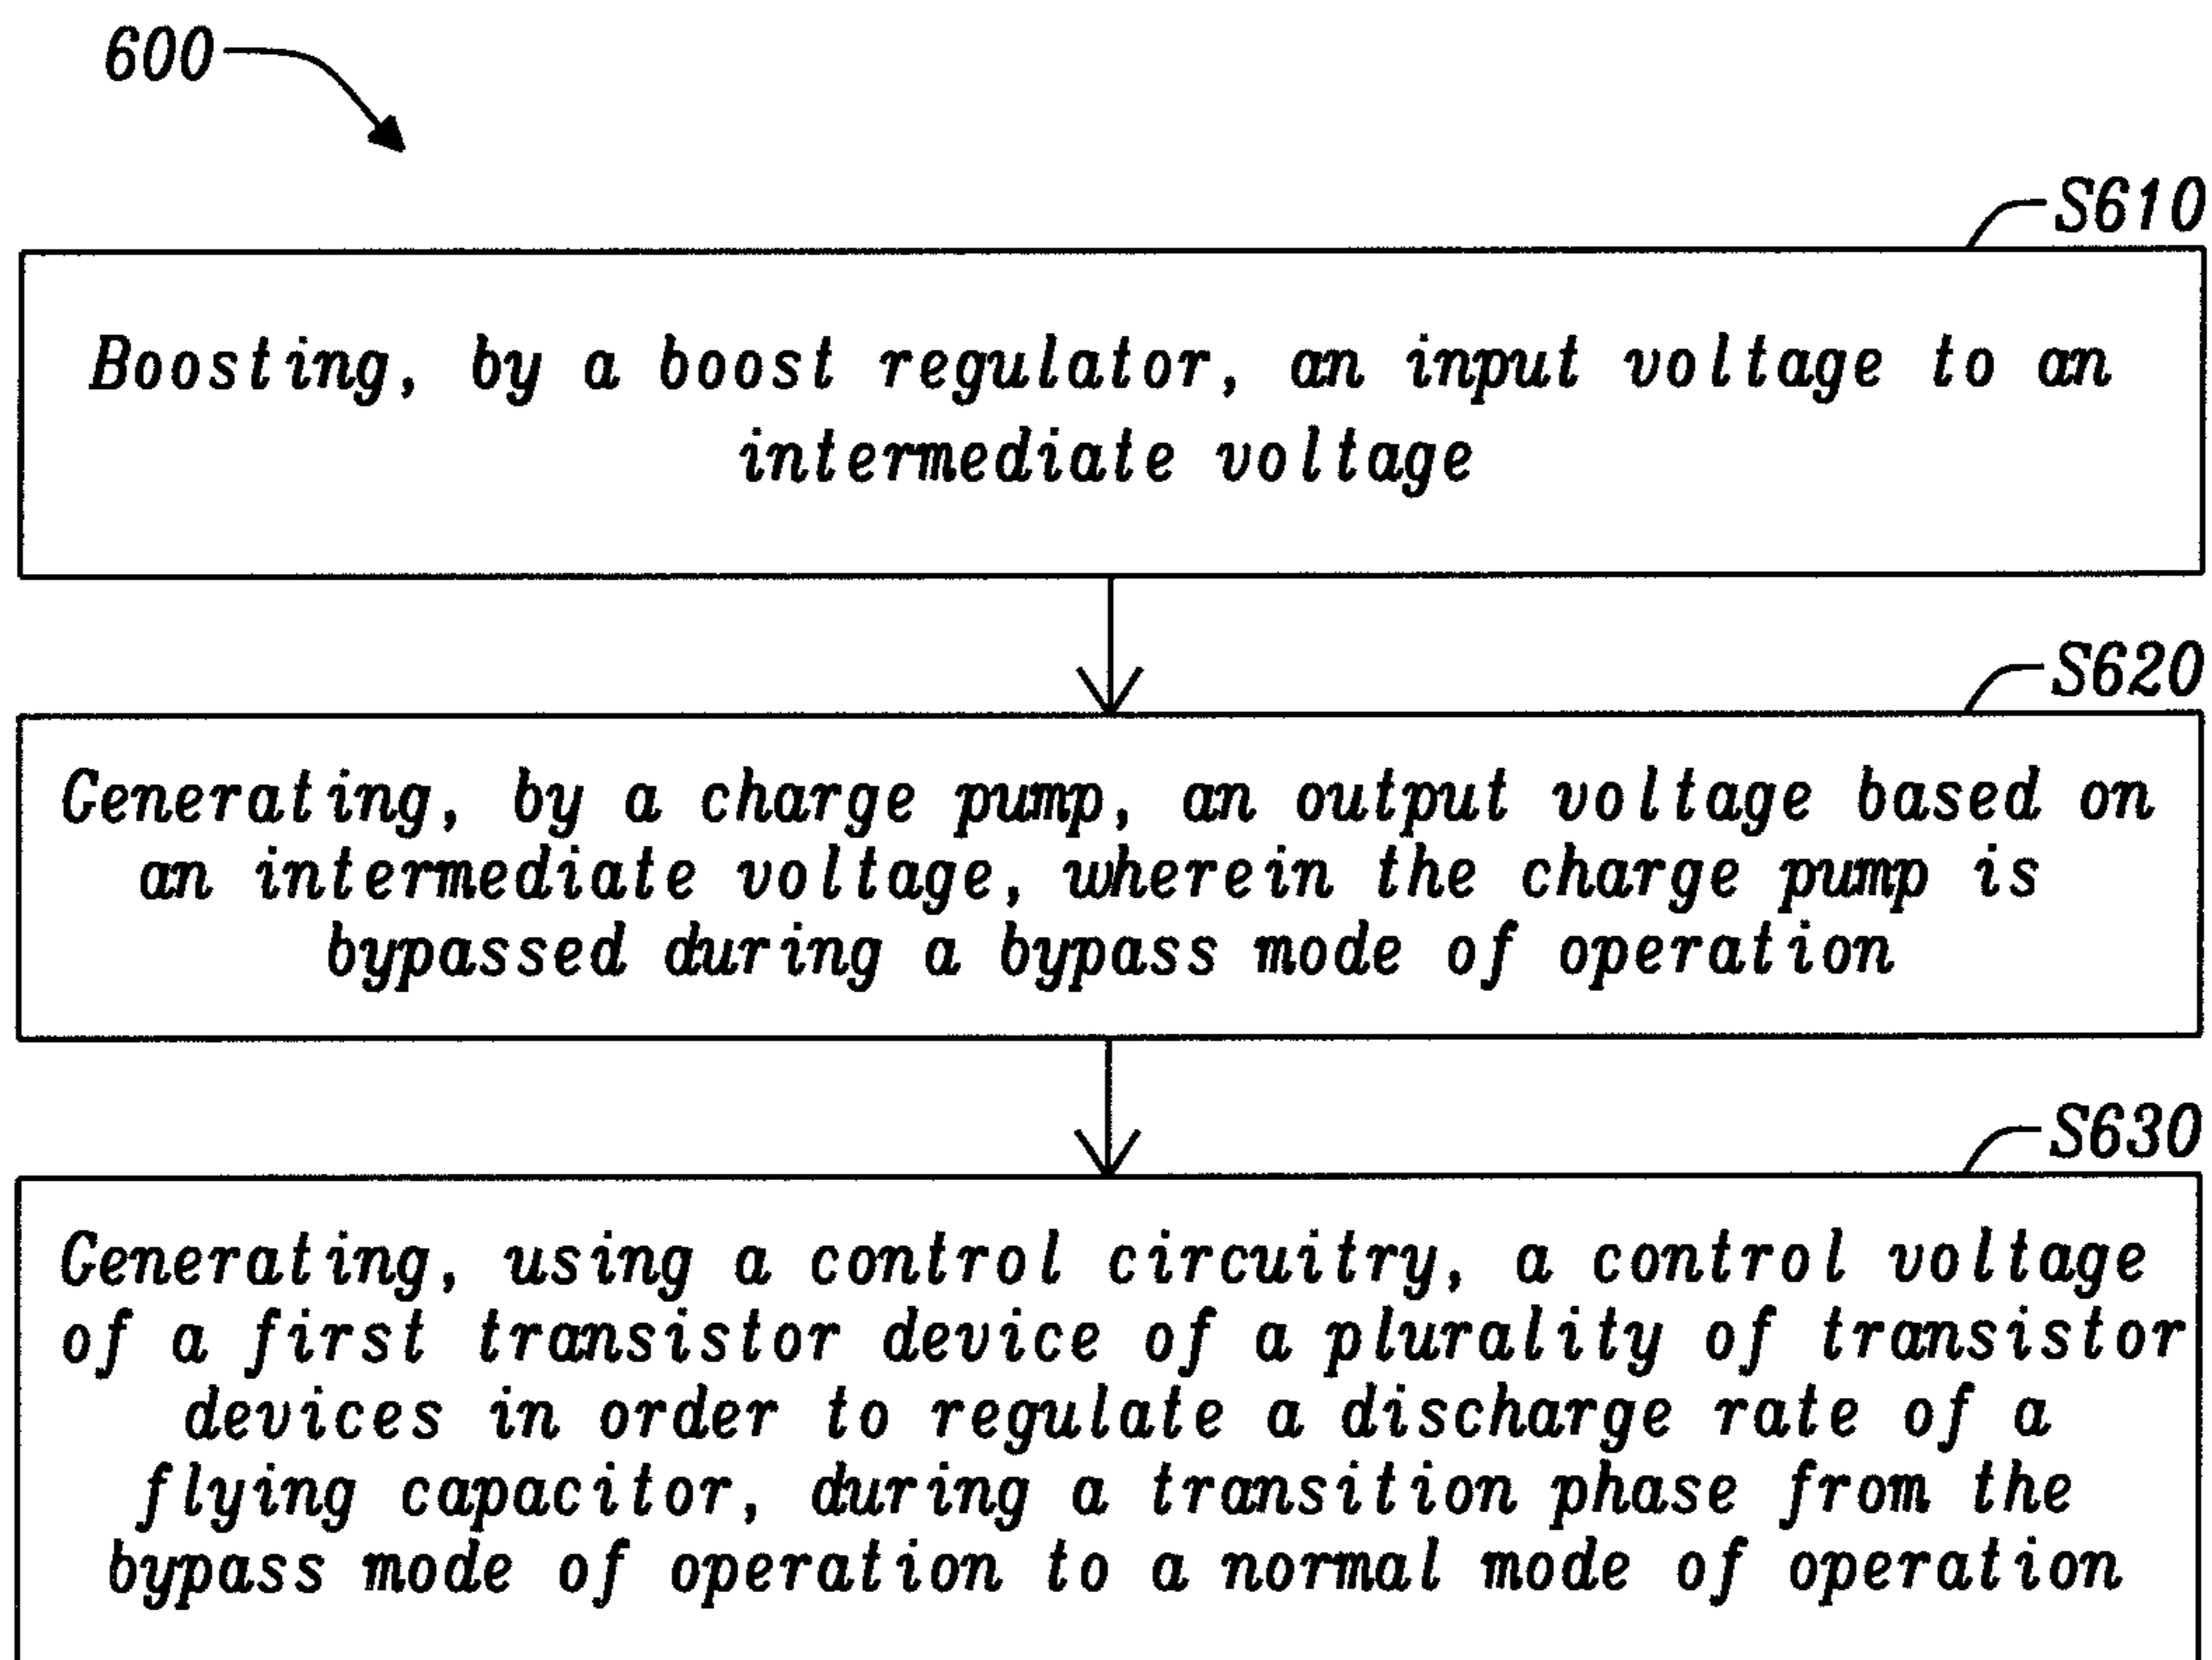 600
S610
Boosting, by a boost regulator, an input voltage to an
intermediate voltage
S620
Generating, by a charge pump, an output voltage based on
an intermediate voltage, wherein the charge pump is
bypassed during a bypass mode of operation
S630
Generating, using a control circuitry, a control voltage
of a first transistor device of a plurality of transistor
devices in order to regulate a discharge rate of a
flying capacitor, during a transition phase from the
bypass mode of operation to a normal mode of operation